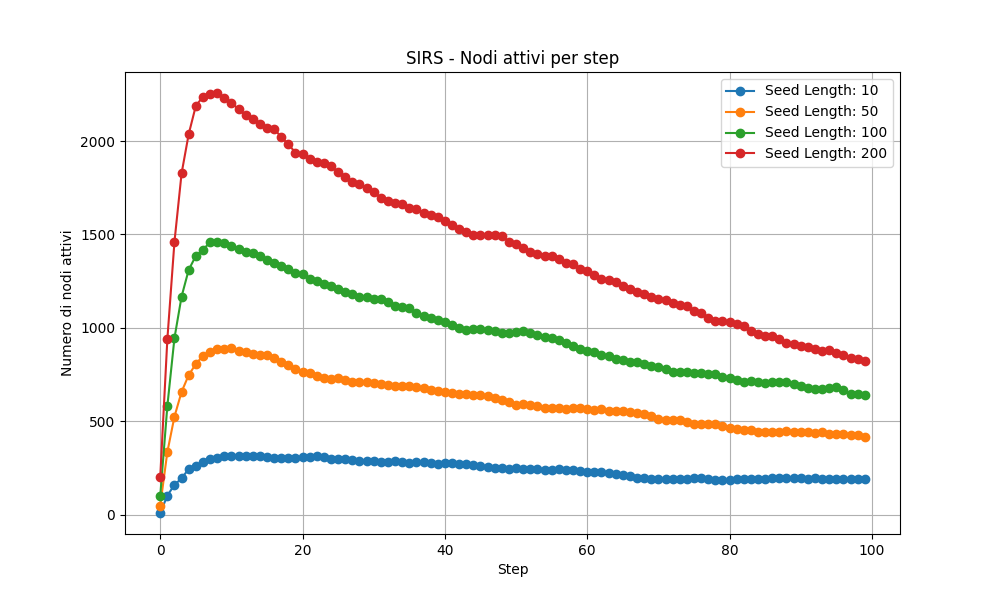 SIRS - Nodi attivi per step
Seed Length: 10
Seed Length: 50
Seed Length: 100
Seed Length: 200
Numero di nodi attivi
2000
1500
1000
500
0
0 20 40 60 80 100
Step